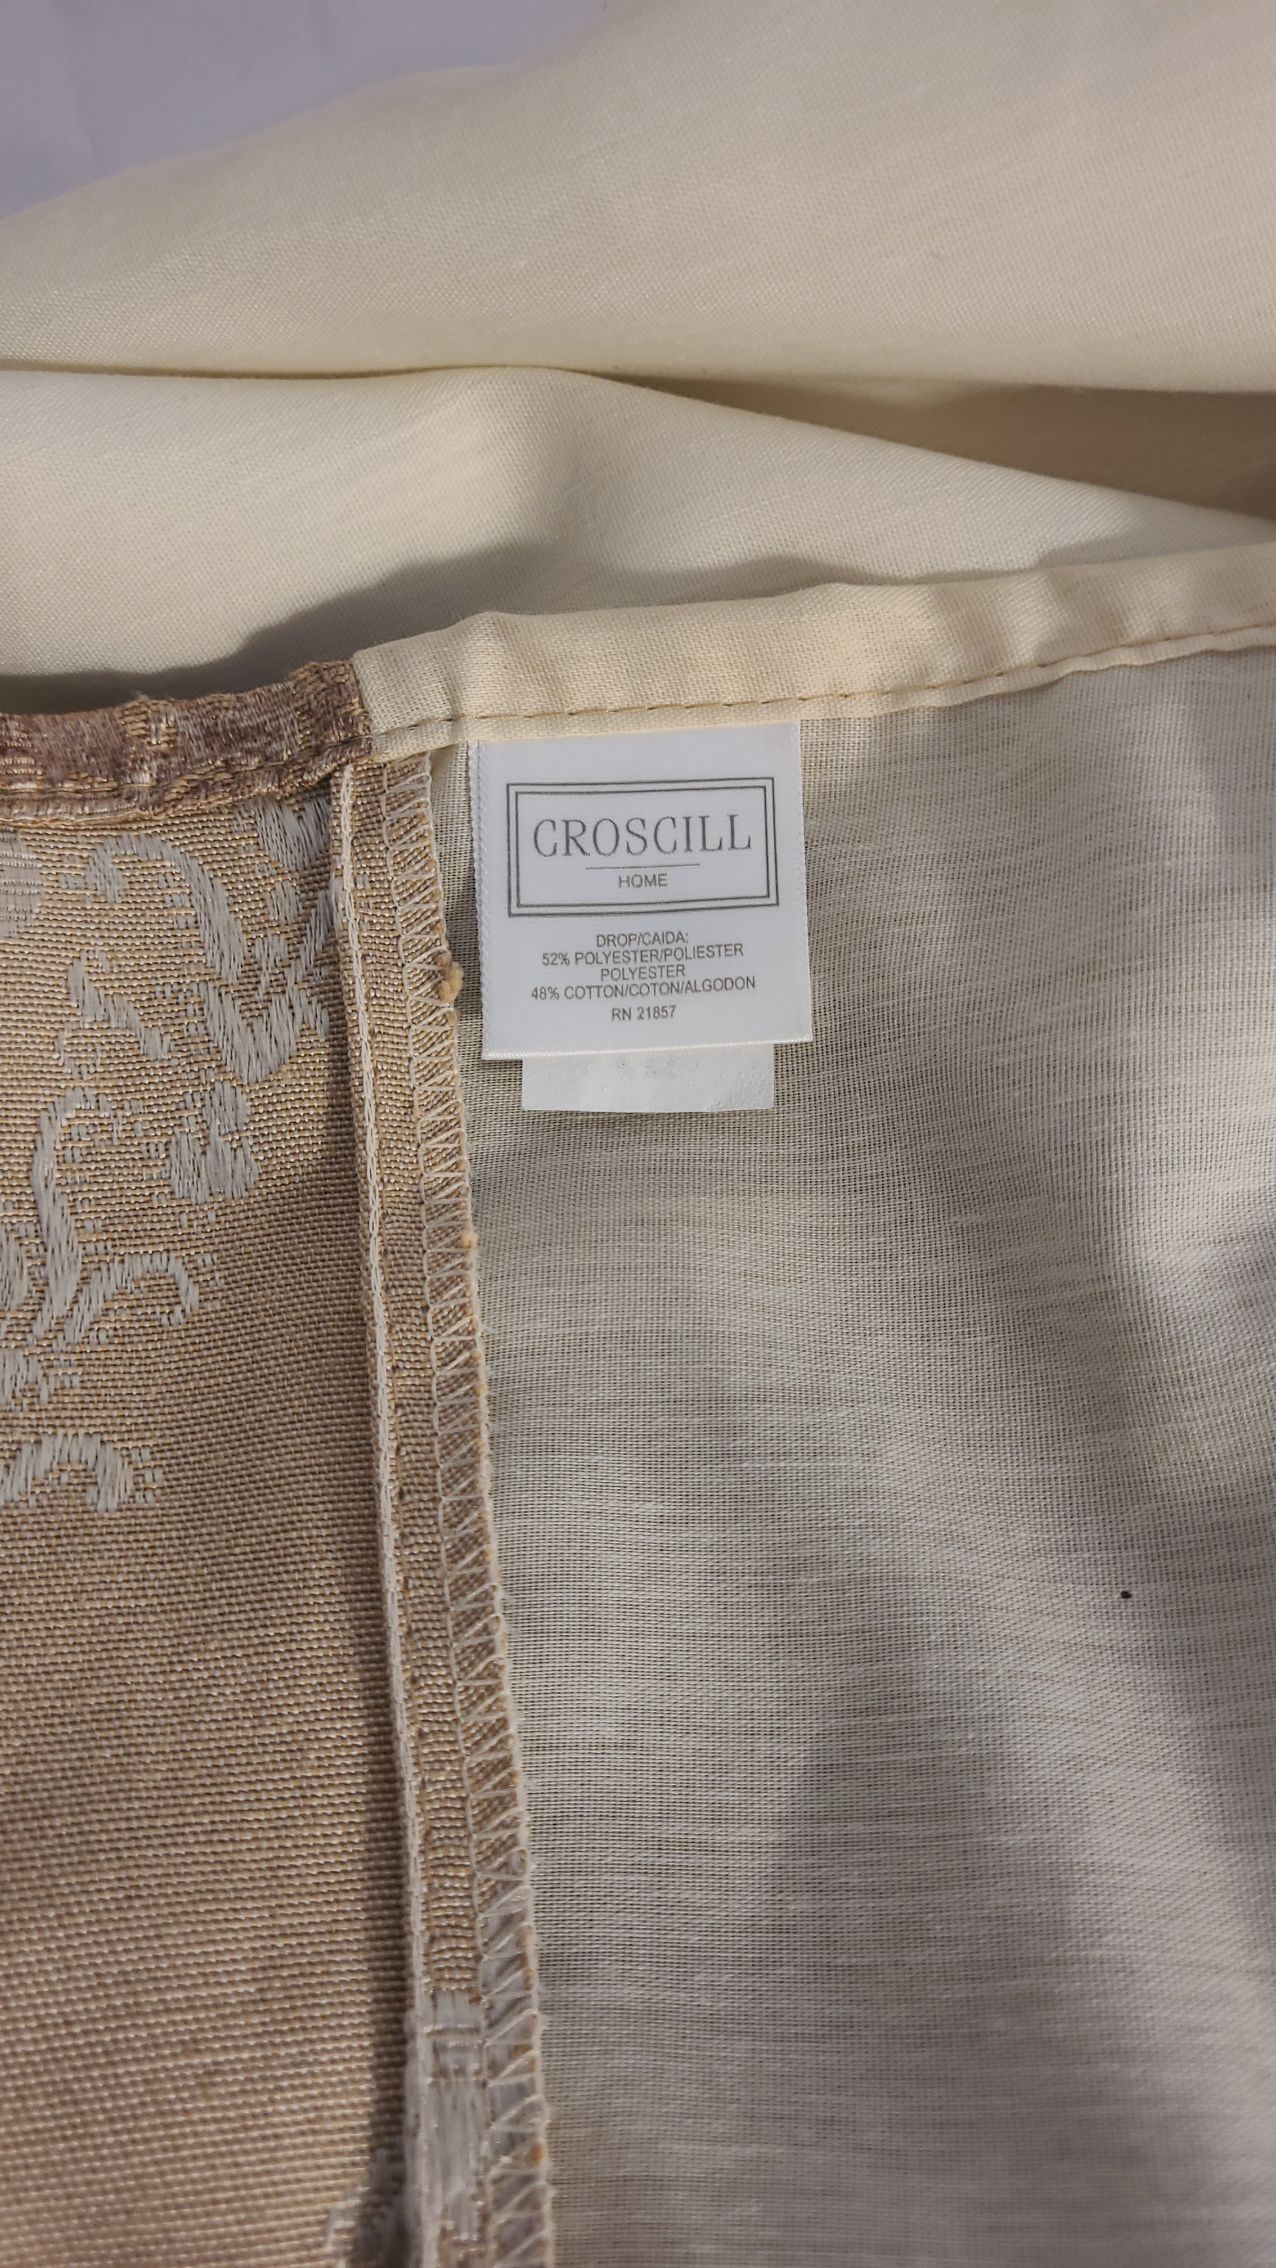 CROSCILL
HOME
DROP/CAIDA;
52% POLYESTER/POLIESTER
POLYESTER
48% COTTON/COTON/ALGODON
RN 21857